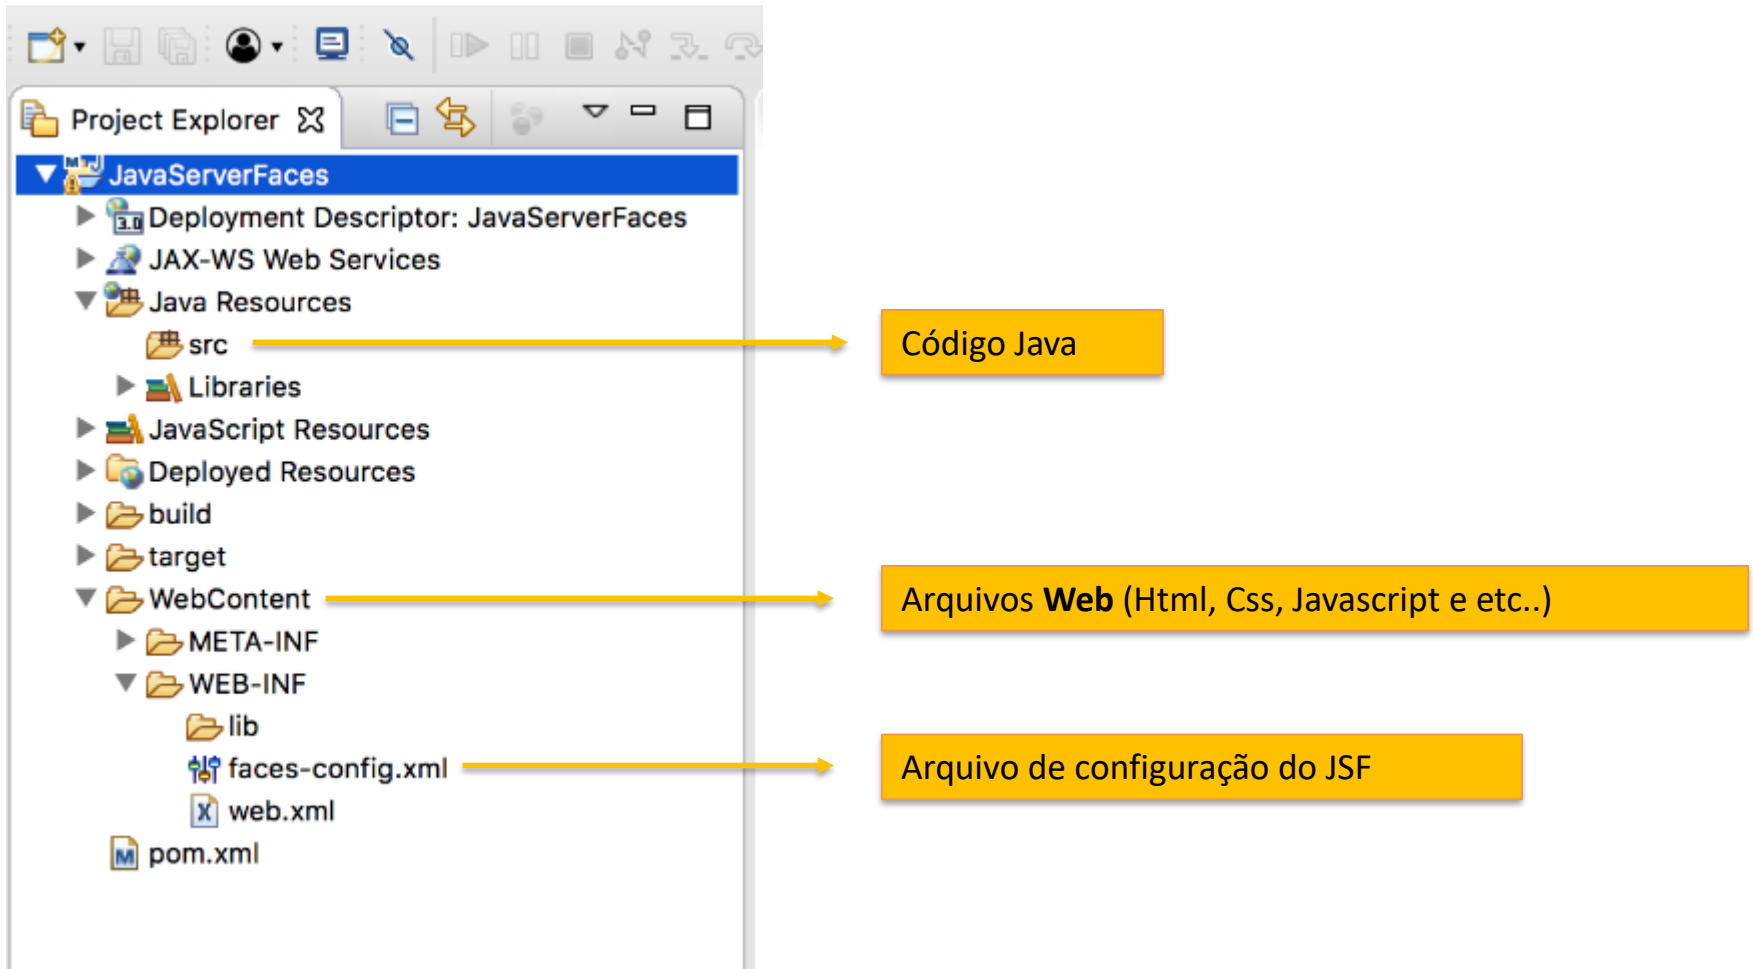 Project Explorer
JavaServerFaces
3.0 Deployment Descriptor: JavaServerFaces
JAX-WS Web Services
Java Resources
src
Código Java
Libraries
JavaScript Resources
Deployed Resources
build
target
WebContent
Arquivos Web (Html, Css, Javascript e etc..)
META-INF
WEB-INF
lib
faces-config.xml
Arquivo de configuração do JSF
web.xml
pom.xml